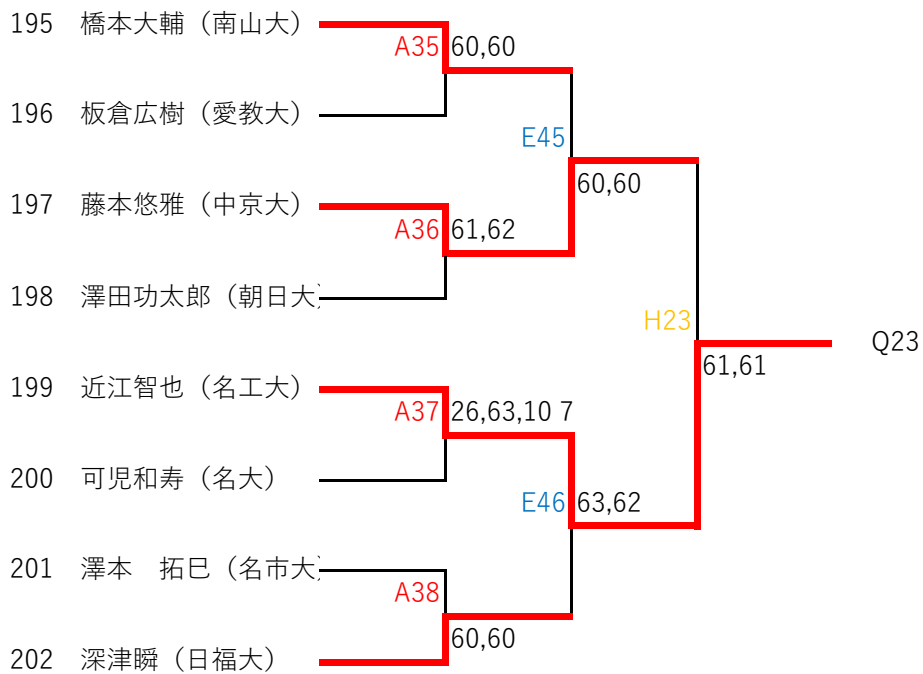 195 橋本大輔（南山大）
A35 60,60
196 板倉広樹（愛教大）
E45
60,60
197 藤本悠雅（中京大）
A36 61,62
198 澤田功太郎（朝日大）
H23
61,61
Q23
199 近江智也（名工大）
A37 26,63,10 7
200 可児和寿（名大）
E46 63,62
201 澤本　拓巳（名市大）
A38
60,60
202 深津瞬（日福大）